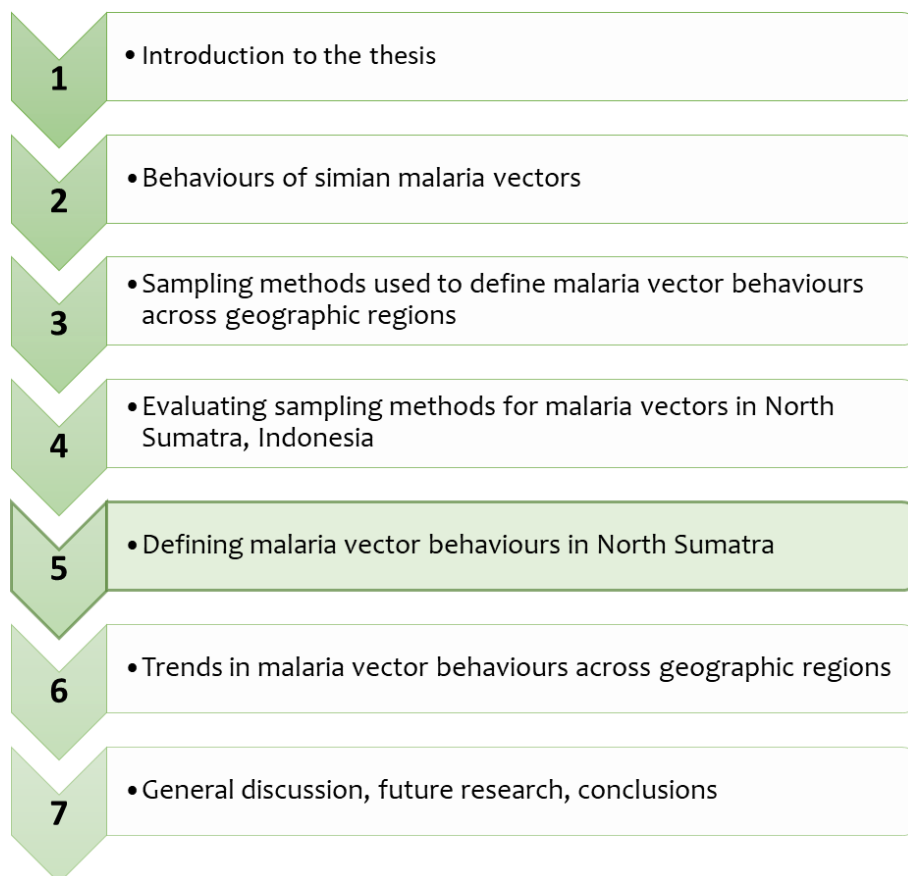 1
• Introduction to the thesis
2
• Behaviours of simian malaria vectors
3
• Sampling methods used to define malaria vector behaviours
across geographic regions
4
• Evaluating sampling methods for malaria vectors in North
Sumatra, Indonesia
5
• Defining malaria vector behaviours in North Sumatra
6
• Trends in malaria vector behaviours across geographic regions
7
• General discussion, future research, conclusions